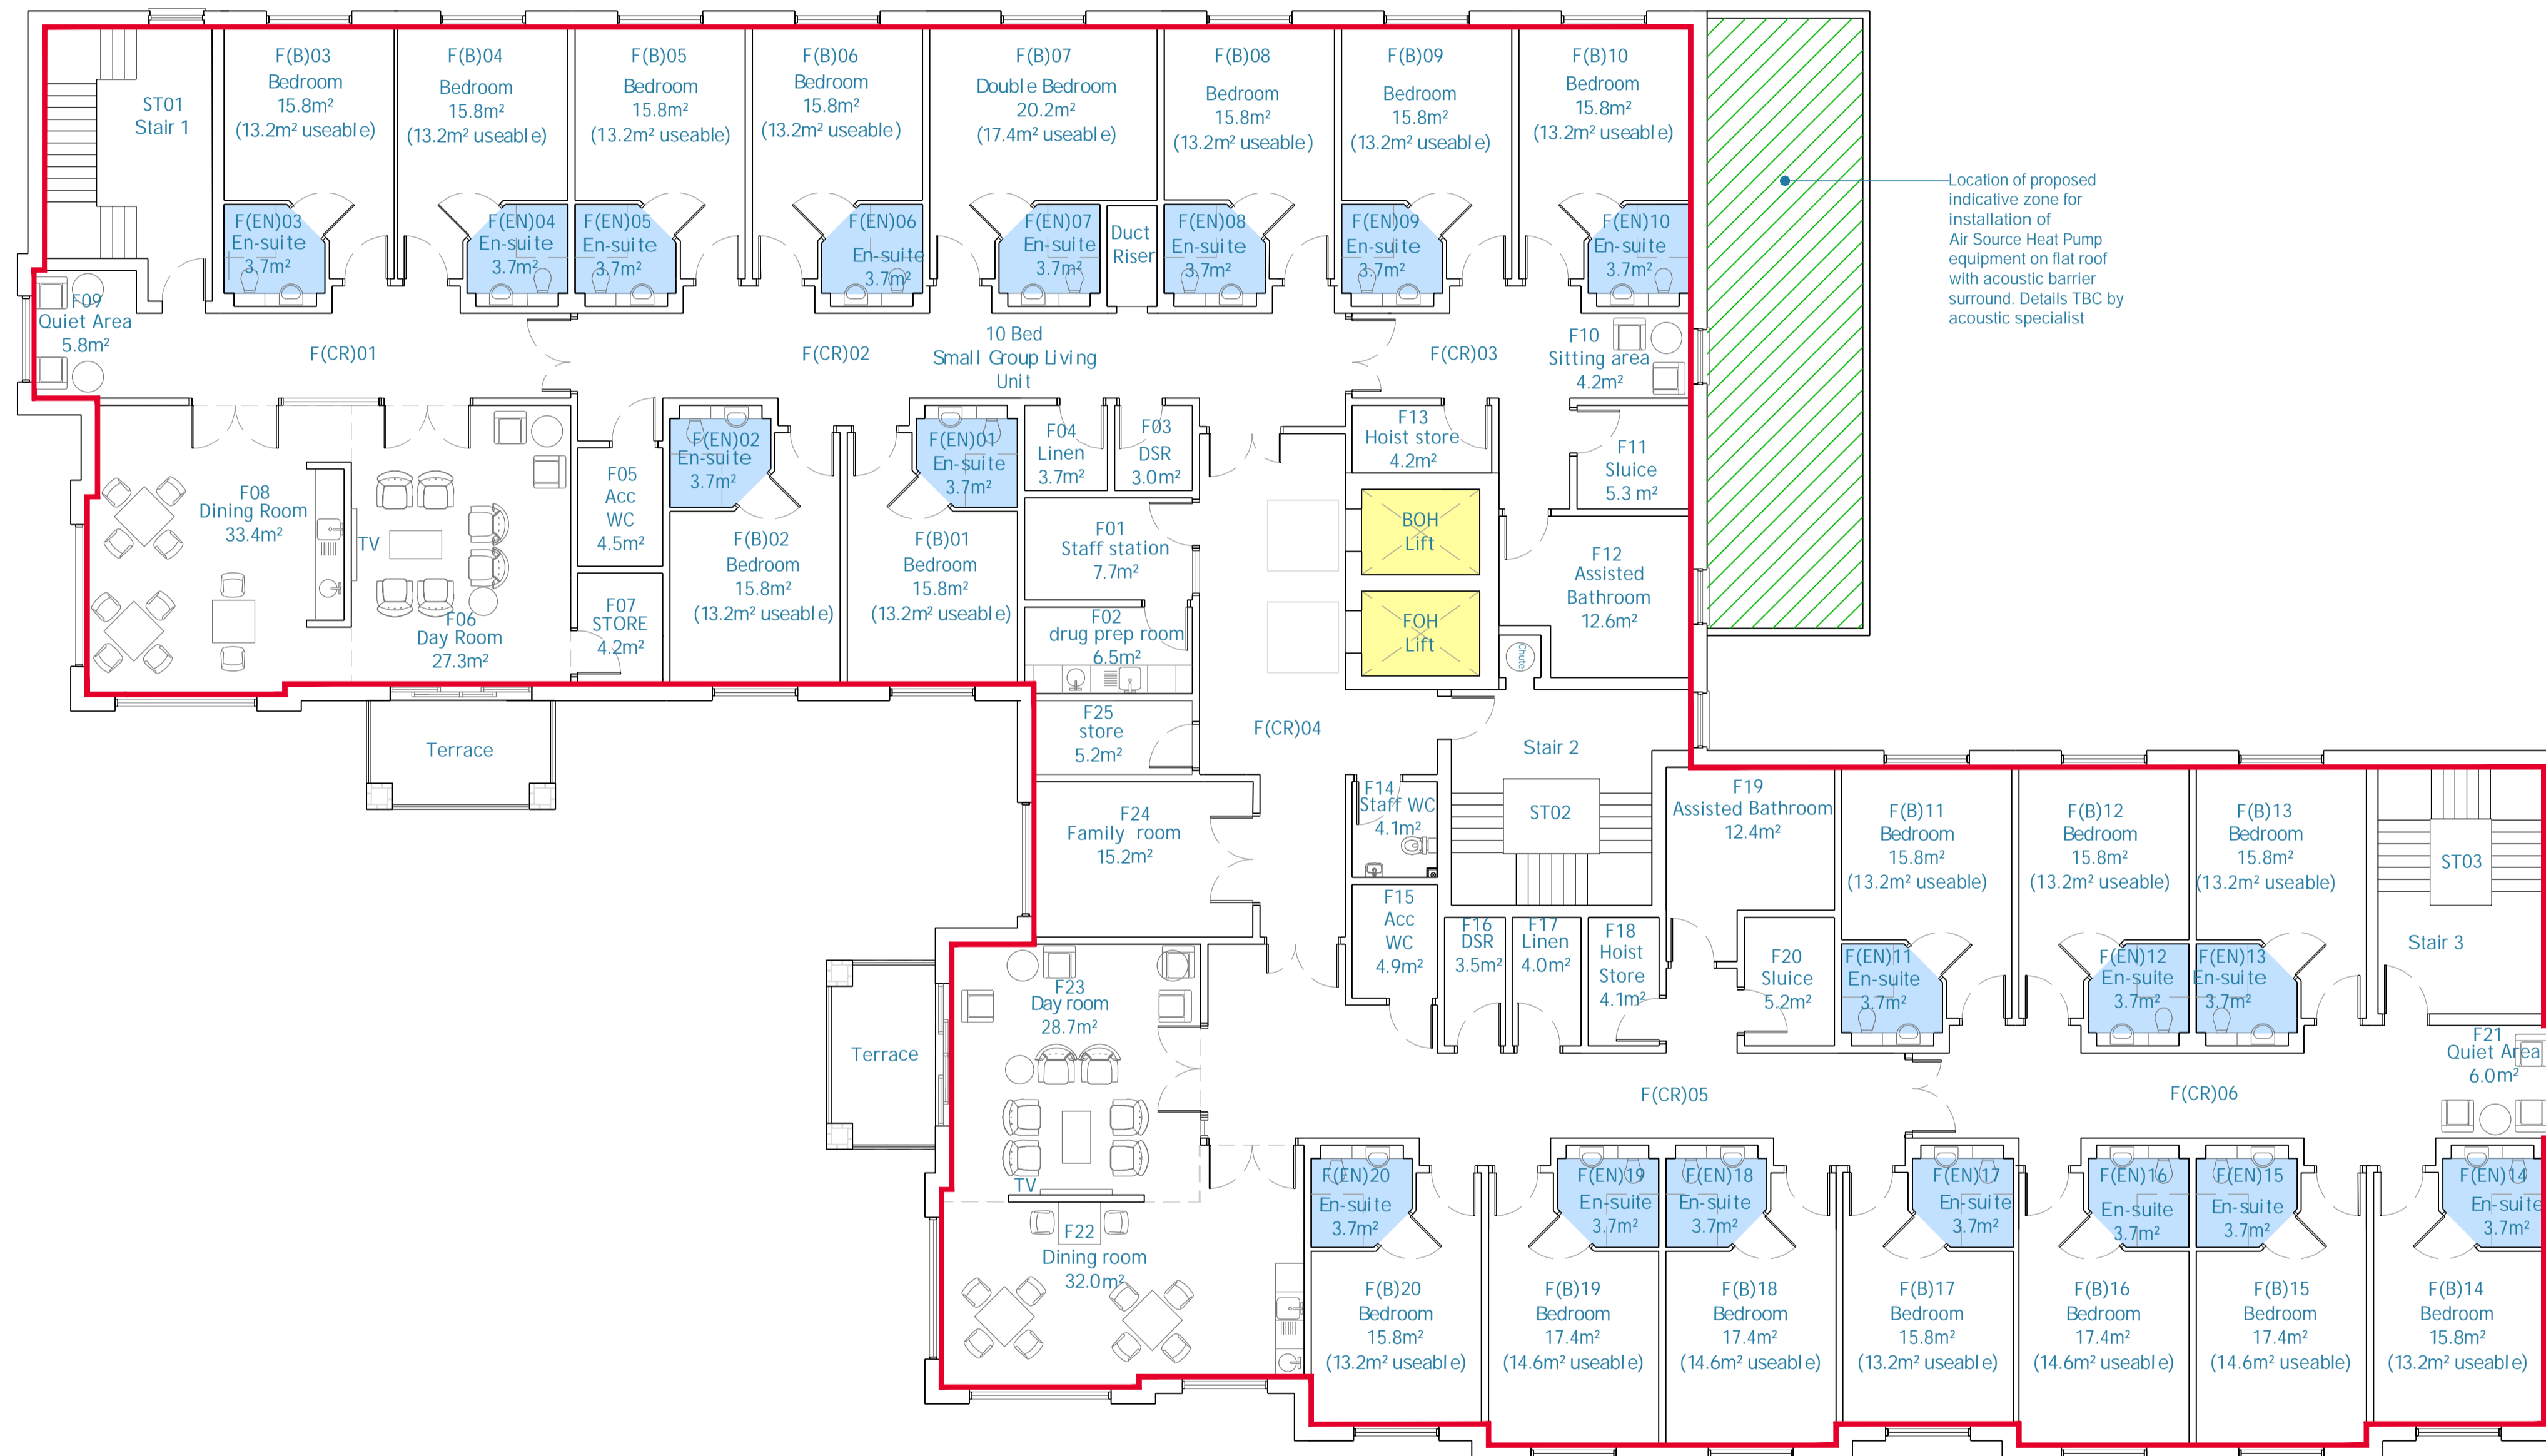 F(B)03
Bedroom
15.8m²
(13.2m² useable)
F(B)04
Bedroom
15.8m²
(13.2m² useable)
F(B)05
Bedroom
15.8m²
(13.2m² useable)
F(B)06
Bedroom
15.8m²
(13.2m² useable)
F(B)07
Double Bedroom
20.2m²
(17.4m² useable)
F(B)08
Bedroom
15.8m²
(13.2m² useable)
F(B)09
Bedroom
15.8m²
(13.2m² useable)
F(B)10
Bedroom
15.8m²
(13.2m² useable)
ST01
Stair 1
Location of proposed
indicative zone for
installation of
Air Source Heat Pump
equipment on flat roof
with acoustic barrier
surround. Details TBC by
acoustic specialist
F(EN)03
En-suite
3.7m²
F(EN)04
En-suite
3.7m²
F(EN)05
En-suite
3.7m²
F(EN)06
En-suite
3.7m²
F(EN)07
En-suite
3.7m²
Duct
Riser
F(EN)08
En-suite
3.7m²
F(EN)09
En-suite
3.7m²
F(EN)10
En-suite
3.7m²
F09
Quiet Area
5.8m²
F(CR)01
F(CR)02
10 Bed
Small Group Living
Unit
F(CR)03
F10
Sitting area
4.2m²
F08
Dining Room
33.4m²
TV
F06
Day Room
27.3m²
F05
Acc
WC
4.5m²
F07
STORE
4.2m²
F(EN)02
En-suite
3.7m²
F(B)02
Bedroom
15.8m²
(13.2m² useable)
F(EN)01
En-suite
3.7m²
F(B)01
Bedroom
15.8m²
(13.2m² useable)
F04
Linen
3.7m²
F03
DSR
3.0m²
F01
Staff station
7.7m²
F02
drug prep room
6.5m²
F13
Hoist store
4.2m²
BOH
Lift
FOH
Lift
F11
Sluice
5.3 m²
F12
Assisted
Bathroom
12.6m²
Chute
F25
store
5.2m²
F(CR)04
Stair 2
Terrace
F24
Family room
15.2m²
F14
Staff WC
4.1m²
ST02
F19
Assisted Bathroom
12.4m²
F(B)11
Bedroom
15.8m²
(13.2m² useable)
F(B)12
Bedroom
15.8m²
(13.2m² useable)
F(B)13
Bedroom
15.8m²
(13.2m² useable)
ST03
Stair 3
F15
Acc
WC
4.9m²
F16
DSR
3.5m²
F17
Linen
4.0m²
F18
Hoist
Store
4.1m²
F20
Sluice
5.2m²
F(EN)11
En-suite
3.7m²
F(EN)12
En-suite
3.7m²
F(EN)13
En-suite
3.7m²
F23
Day room
28.7m²
Terrace
F(CR)05
F(CR)06
F21
Quiet Area
6.0m²
TV
F22
Dining room
32.0m²
F(EN)20
En-suite
3.7m²
F(EN)19
En-suite
3.7m²
F(EN)18
En-suite
3.7m²
F(EN)17
En-suite
3.7m²
F(EN)16
En-suite
3.7m²
F(EN)15
En-suite
3.7m²
F(EN)14
En-suite
3.7m²
F(B)20
Bedroom
15.8m²
(13.2m² useable)
F(B)19
Bedroom
17.4m²
(14.6m² useable)
F(B)18
Bedroom
17.4m²
(14.6m² useable)
F(B)17
Bedroom
15.8m²
(13.2m² useable)
F(B)16
Bedroom
17.4m²
(14.6m² useable)
F(B)15
Bedroom
17.4m²
(14.6m² useable)
F(B)14
Bedroom
15.8m²
(13.2m² useable)